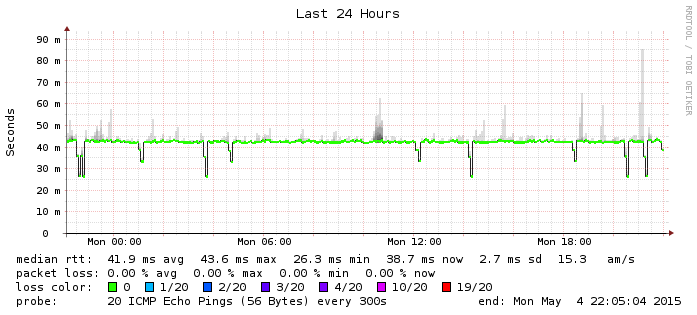 Last 24 Hours
RRDTOOL / TOBI OETIKER
Seconds
90 m
80 m
70 m
60 m
50 m
40 m
30 m
20 m
10 m
0
Mon 00:00 Mon 06:00 Mon 12:00 Mon 18:00
median rtt: 41.9 ms avg 43.6 ms max 26.3 ms min 38.7 ms now 2.7 ms sd 15.3 am/s
packet loss: 0.00 % avg 0.00 % max 0.00 % min 0.00 % now
loss color: 0 1/20 2/20 3/20 4/20 10/20 19/20
probe: 20 ICMP Echo Pings (56 Bytes) every 300s end: Mon May 4 22:05:04 2015